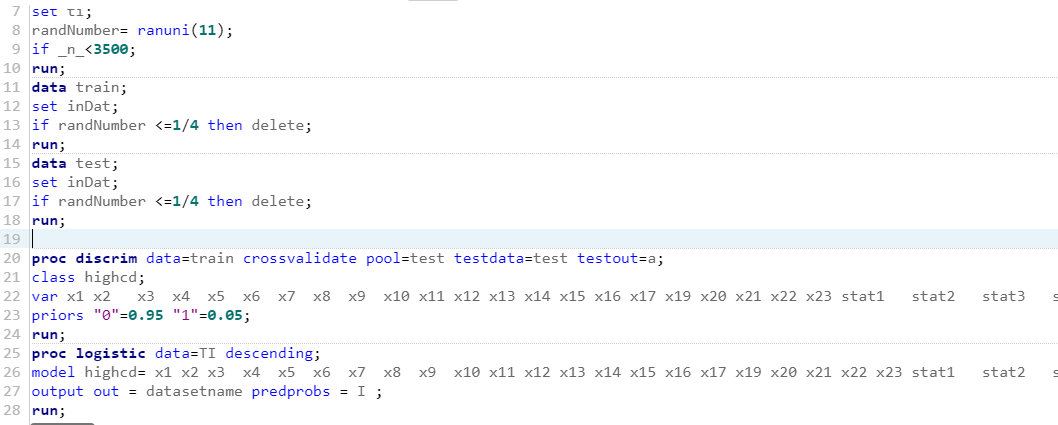 7 set ti;
8 randNumber= ranuni(11);
9 if _n_<3500;
10 run;
11 data train;
12 set inDat;
13 if randNumber <=1/4 then delete;
14 run;
15 data test;
16 set inDat;
17 if randNumber <=1/4 then delete;
18 run;
19
20 proc discrim data=train crossvalidate pool=test testdata=test testout=a;
21 class highcd;
22 var x1 x2 x3 x4 x5 x6 x7 x8 x9 x10 x11 x12 x13 x14 x15 x16 x17 x19 x20 x21 x22 x23 stat1 stat2 stat3 s
23 priors "0"=0.95 "1"=0.05;
24 run;
25 proc logistic data=TI descending;
26 model highcd= x1 x2 x3 x4 x5 x6 x7 x8 x9 x10 x11 x12 x13 x14 x15 x16 x17 x19 x20 x21 x22 x23 stat1 stat2 s
27 output out = datasetname predprobs = I ;
28 run;